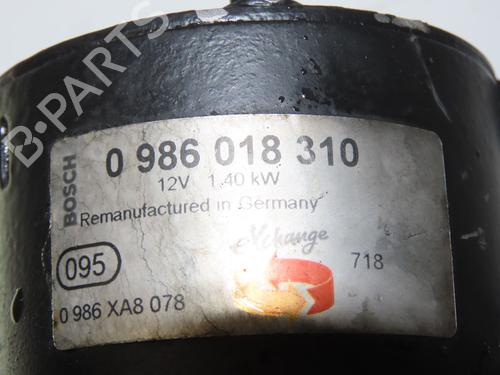 B-PARTS
BOSCH
0 986 018 310
12V 1,40 kW
Remanufactured in Germany
eXchange
095
718
0 986 XA8 078